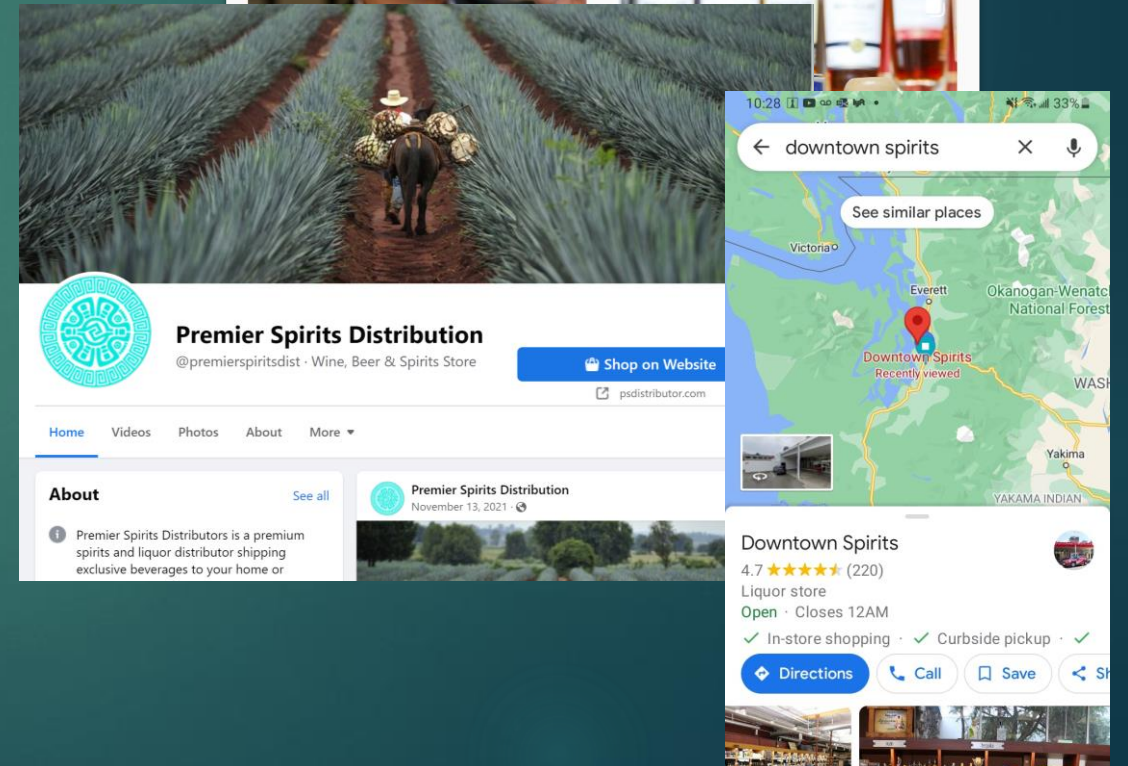 Premier Spirits Distribution
@premierspiritsdist · Wine, Beer & Spirits Store
Shop on Website
psdistributor.com
Home Videos Photos About More
About See all
Premier Spirits Distributors is a premium
spirits and liquor distributor shipping
exclusive beverages to your home or
Premier Spirits Distribution
November 13, 2021 ·
10:28 33%
downtown spirits
See similar places
Victoria
Everett
Okanogan-Wenatc
National Forest
Downtown Spirits
Recently viewed
WASH
Yakima
YAKAMA INDIAN
Downtown Spirits
4.7 (220)
Liquor store
Open · Closes 12AM
In-store shopping · Curbside pickup ·
Directions Call Save Sh